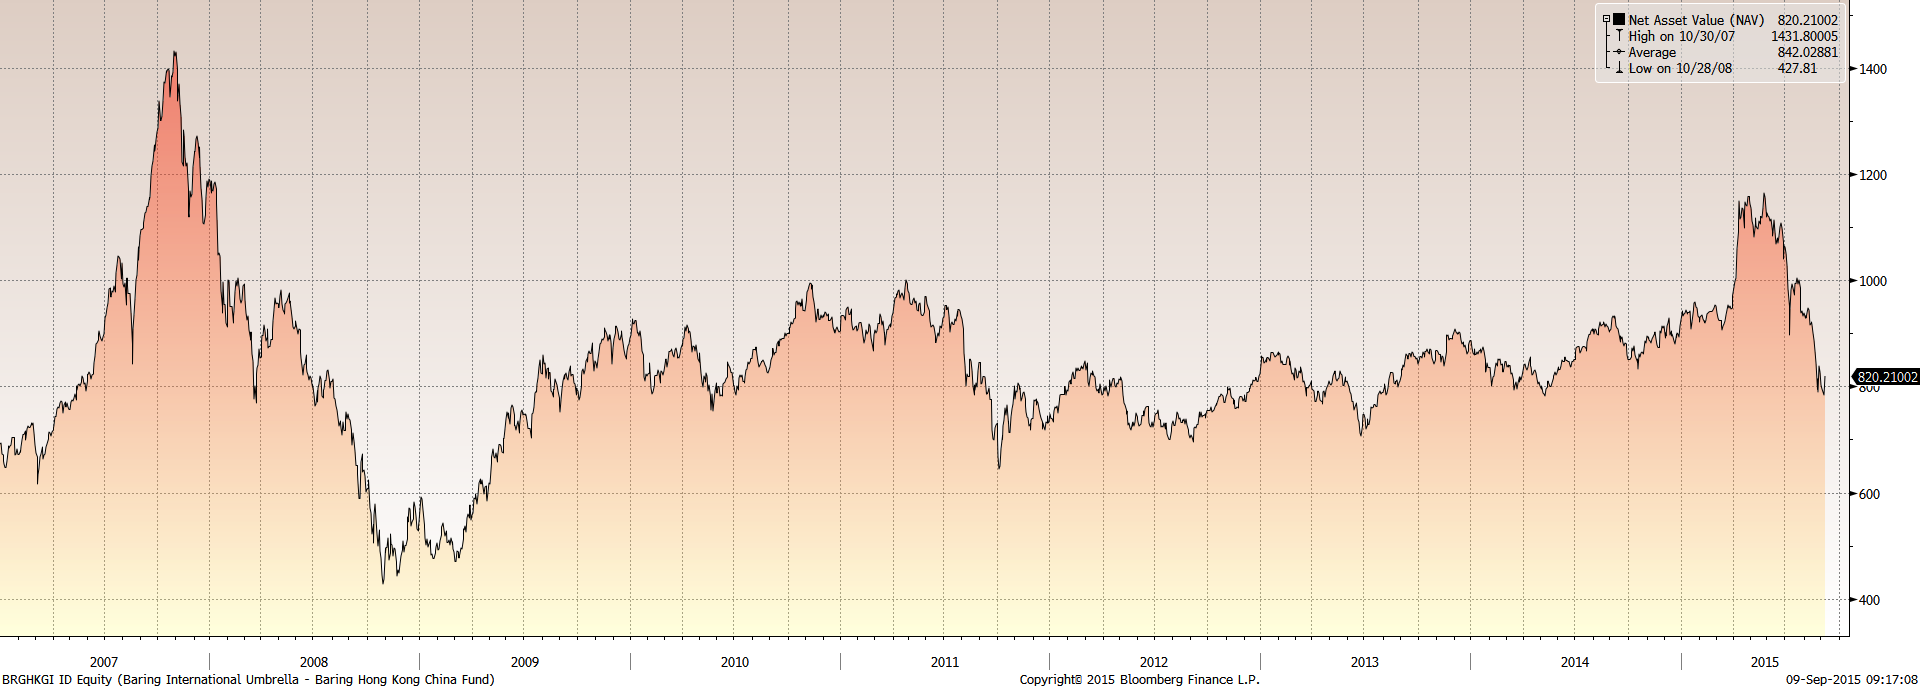 Net Asset Value (NAV) 820.21002
High on 10/30/07 1431.80005
Average 842.02881
Low on 10/28/08 427.81
1400
1200
1000
820.21002
800
600
400
2007 2008 2009 2010 2011 2012 2013 2014 2015
BRGHKGI ID Equity (Baring International Umbrella - Baring Hong Kong China Fund) Copyright© 2015 Bloomberg Finance L.P. 09-Sep-2015 09:17:08